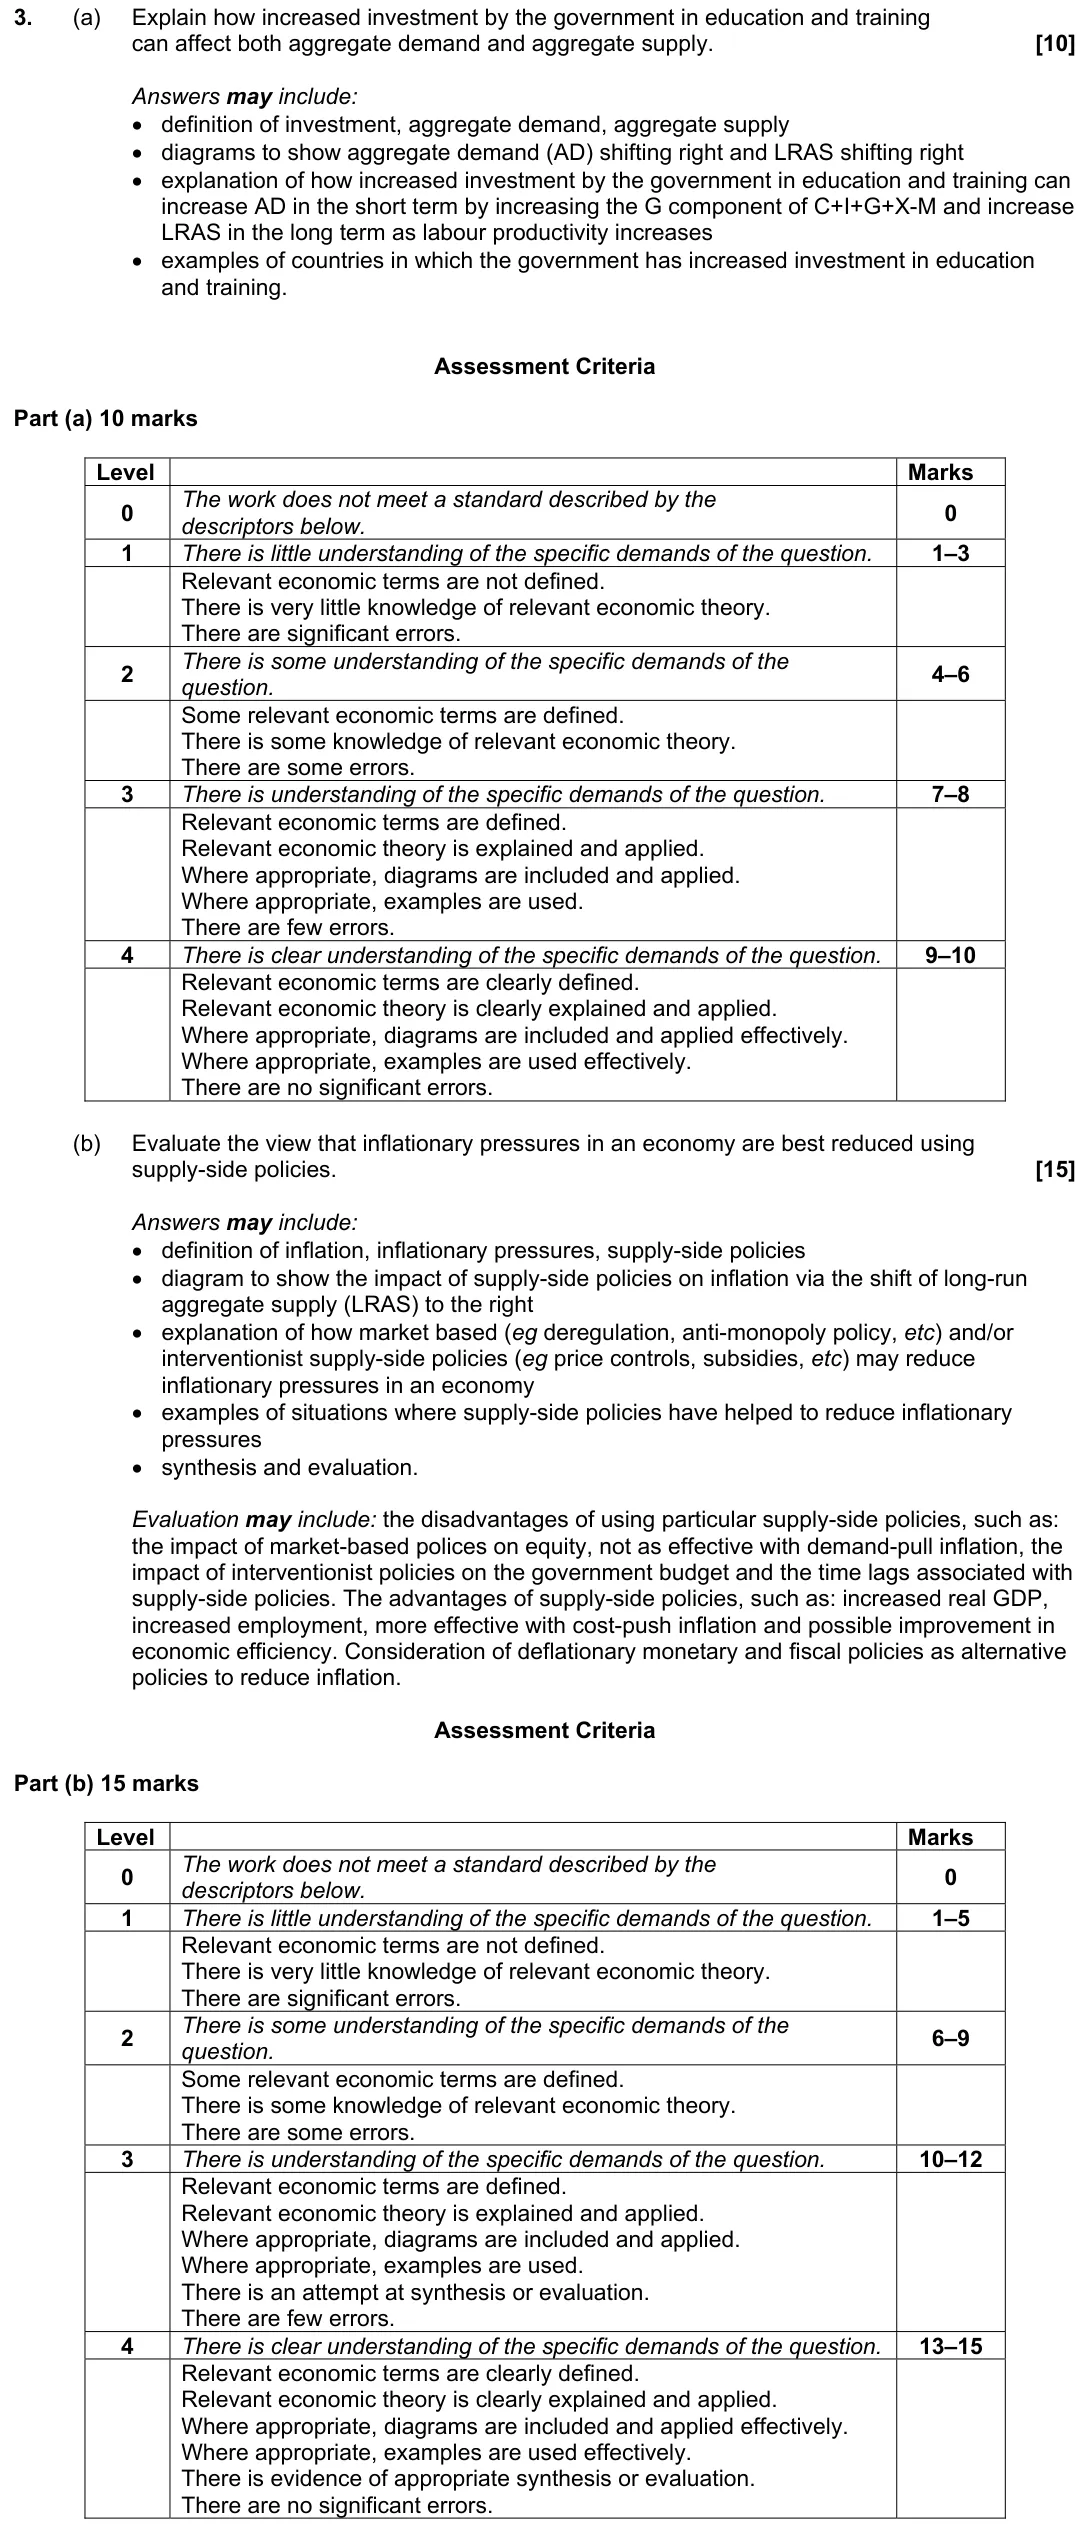 3. (a) Explain how increased investment by the government in education and training
can affect both aggregate demand and aggregate supply. [10]
Answers may include:
• definition of investment, aggregate demand, aggregate supply
• diagrams to show aggregate demand (AD) shifting right and LRAS shifting right
• explanation of how increased investment by the government in education and training can
increase AD in the short term by increasing the G component of C+I+G+X-M and increase
LRAS in the long term as labour productivity increases
• examples of countries in which the government has increased investment in education
and training.
Assessment Criteria
Part (a) 10 marks
Level Marks
0 The work does not meet a standard described by the
descriptors below. 0
1 There is little understanding of the specific demands of the question. 1–3
Relevant economic terms are not defined.
There is very little knowledge of relevant economic theory.
There are significant errors.
2 There is some understanding of the specific demands of the
question. 4–6
Some relevant economic terms are defined.
There is some knowledge of relevant economic theory.
There are some errors.
3 There is understanding of the specific demands of the question. 7–8
Relevant economic terms are defined.
Relevant economic theory is explained and applied.
Where appropriate, diagrams are included and applied.
Where appropriate, examples are used.
There are few errors.
4 There is clear understanding of the specific demands of the question. 9–10
Relevant economic terms are clearly defined.
Relevant economic theory is clearly explained and applied.
Where appropriate, diagrams are included and applied effectively.
Where appropriate, examples are used effectively.
There are no significant errors.
(b) Evaluate the view that inflationary pressures in an economy are best reduced using
supply-side policies. [15]
Answers may include:
• definition of inflation, inflationary pressures, supply-side policies
• diagram to show the impact of supply-side policies on inflation via the shift of long-run
aggregate supply (LRAS) to the right
• explanation of how market based (eg deregulation, anti-monopoly policy, etc) and/or
interventionist supply-side policies (eg price controls, subsidies, etc) may reduce
inflationary pressures in an economy
• examples of situations where supply-side policies have helped to reduce inflationary
pressures
• synthesis and evaluation.
Evaluation may include: the disadvantages of using particular supply-side policies, such as:
the impact of market-based polices on equity, not as effective with demand-pull inflation, the
impact of interventionist policies on the government budget and the time lags associated with
supply-side policies. The advantages of supply-side policies, such as: increased real GDP,
increased employment, more effective with cost-push inflation and possible improvement in
economic efficiency. Consideration of deflationary monetary and fiscal policies as alternative
policies to reduce inflation.
Assessment Criteria
Part (b) 15 marks
Level Marks
0 The work does not meet a standard described by the
descriptors below. 0
1 There is little understanding of the specific demands of the question. 1–5
Relevant economic terms are not defined.
There is very little knowledge of relevant economic theory.
There are significant errors.
2 There is some understanding of the specific demands of the
question. 6–9
Some relevant economic terms are defined.
There is some knowledge of relevant economic theory.
There are some errors.
3 There is understanding of the specific demands of the question. 10–12
Relevant economic terms are defined.
Relevant economic theory is explained and applied.
Where appropriate, diagrams are included and applied.
Where appropriate, examples are used.
There is an attempt at synthesis or evaluation.
There are few errors.
4 There is clear understanding of the specific demands of the question. 13–15
Relevant economic terms are clearly defined.
Relevant economic theory is clearly explained and applied.
Where appropriate, diagrams are included and applied effectively.
Where appropriate, examples are used effectively.
There is evidence of appropriate synthesis or evaluation.
There are no significant errors.